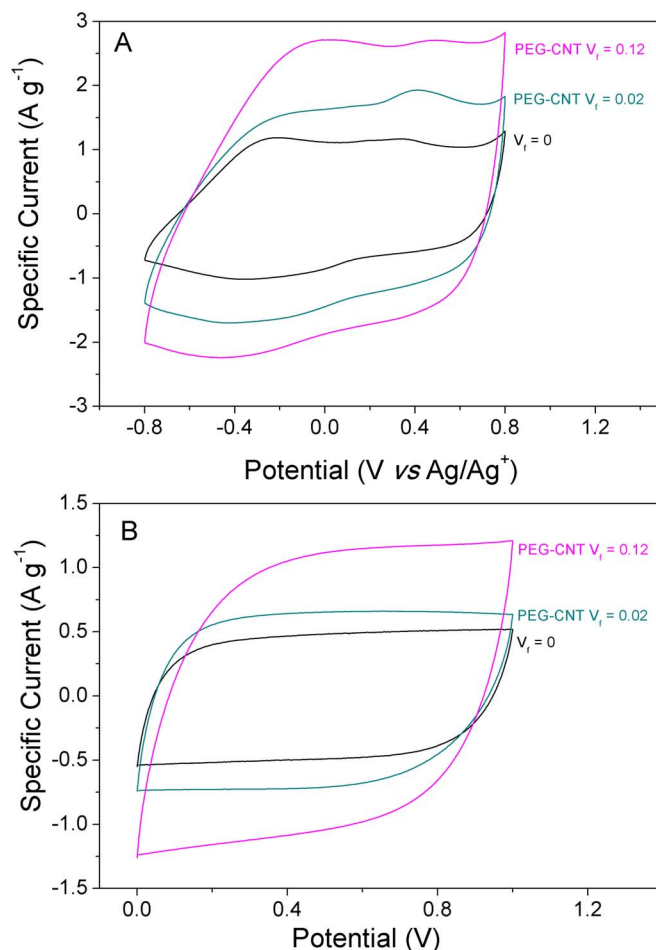 A
3
2
1
0
-1
-2
-3
Specific Current (A g⁻¹)
PEG-CNT Vf = 0.12
PEG-CNT Vf = 0.02
Vf = 0
-0.8 -0.4 0.0 0.4 0.8 1.2
Potential (V vs Ag/Ag⁺)
B
1.5
1.0
0.5
0.0
-0.5
-1.0
-1.5
Specific Current (A g⁻¹)
PEG-CNT Vf = 0.12
PEG-CNT Vf = 0.02
Vf = 0
0.0 0.4 0.8 1.2
Potential (V)